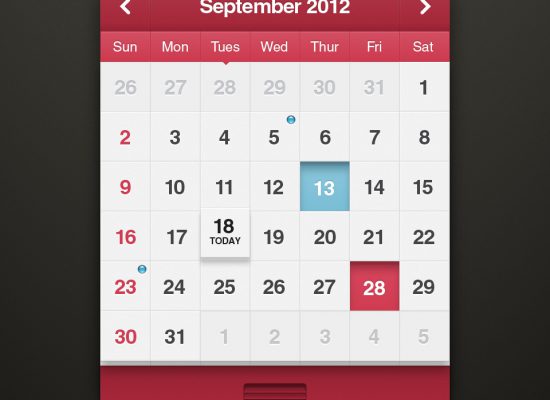 September 2012
Sun Mon Tues Wed Thur Fri Sat
26 27 28 29 30 31 1
2 3 4 5 6 7 8
9 10 11 12 13 14 15
16 17 18 19 20 21 22
TODAY
23 24 25 26 27 28 29
30 31 1 2 3 4 5